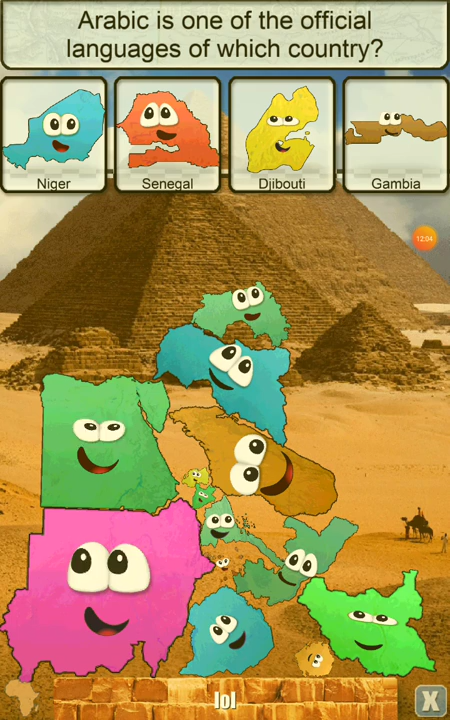 Arabic is one of the official
languages of which country?
Niger
Senegal
Djibouti
Gambia
12:04
lol
X